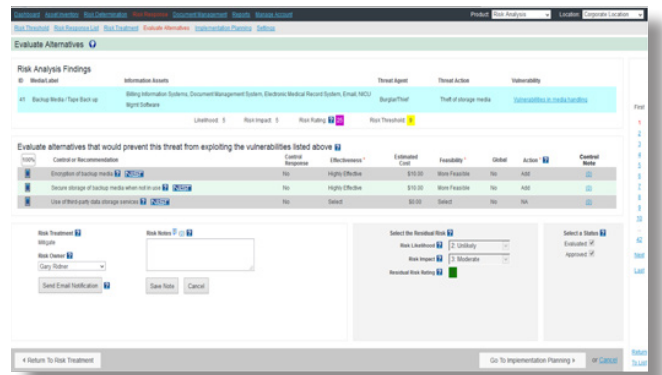 Dashboard Asset Inventory Risk Determination Risk Response Document Management Reports Manage Account Product: Risk Analysis Location: Corporate Location
Risk Threshold Risk Response List Risk Treatment Evaluate Alternatives Implementation Planning Settings
Evaluate Alternatives
Risk Analysis Findings
ID Media/Label Information Assets Threat Agent Threat Action Vulnerability
41 Backup Media / Tape Back up Billing Information Systems, Document Management System, Electronic Medical Record System, Email, NICU Mgmt Software Burglar/Thief Theft of storage media Vulnerabilities in media handling
Likelihood 5 Risk Impact: 5 Risk Rating 25 Risk Threshold:
Evaluate alternatives that would prevent this threat from exploiting the vulnerabilities listed above
100% Control or Recommendation Control Response Effectiveness * Estimated Cost Feasibility * Global Action * Control Note
Encryption of backup media NIST No Highly Effective $10.00 More Feasible No Add
Secure storage of backup media when not in use NIST No Highly Effective $10.00 More Feasible No Add
Use of third-party data storage services NIST No Select $0.00 Select No NA
Risk Treatment Risk Notes Select the Residual Risk Select a Status
Mitigate Risk Likelihood 2: Unlikely Evaluated:
Risk Owner Risk Impact 3: Moderate Approved:
Gary Ridner Residual Risk Rating
Send Email Notification Save Note Cancel
Return To Risk Treatment Go To Implementation Planning or Cancel
First
1
2
3
4
5
6
7
8
9
10
...
42
Next
Last
Return To List